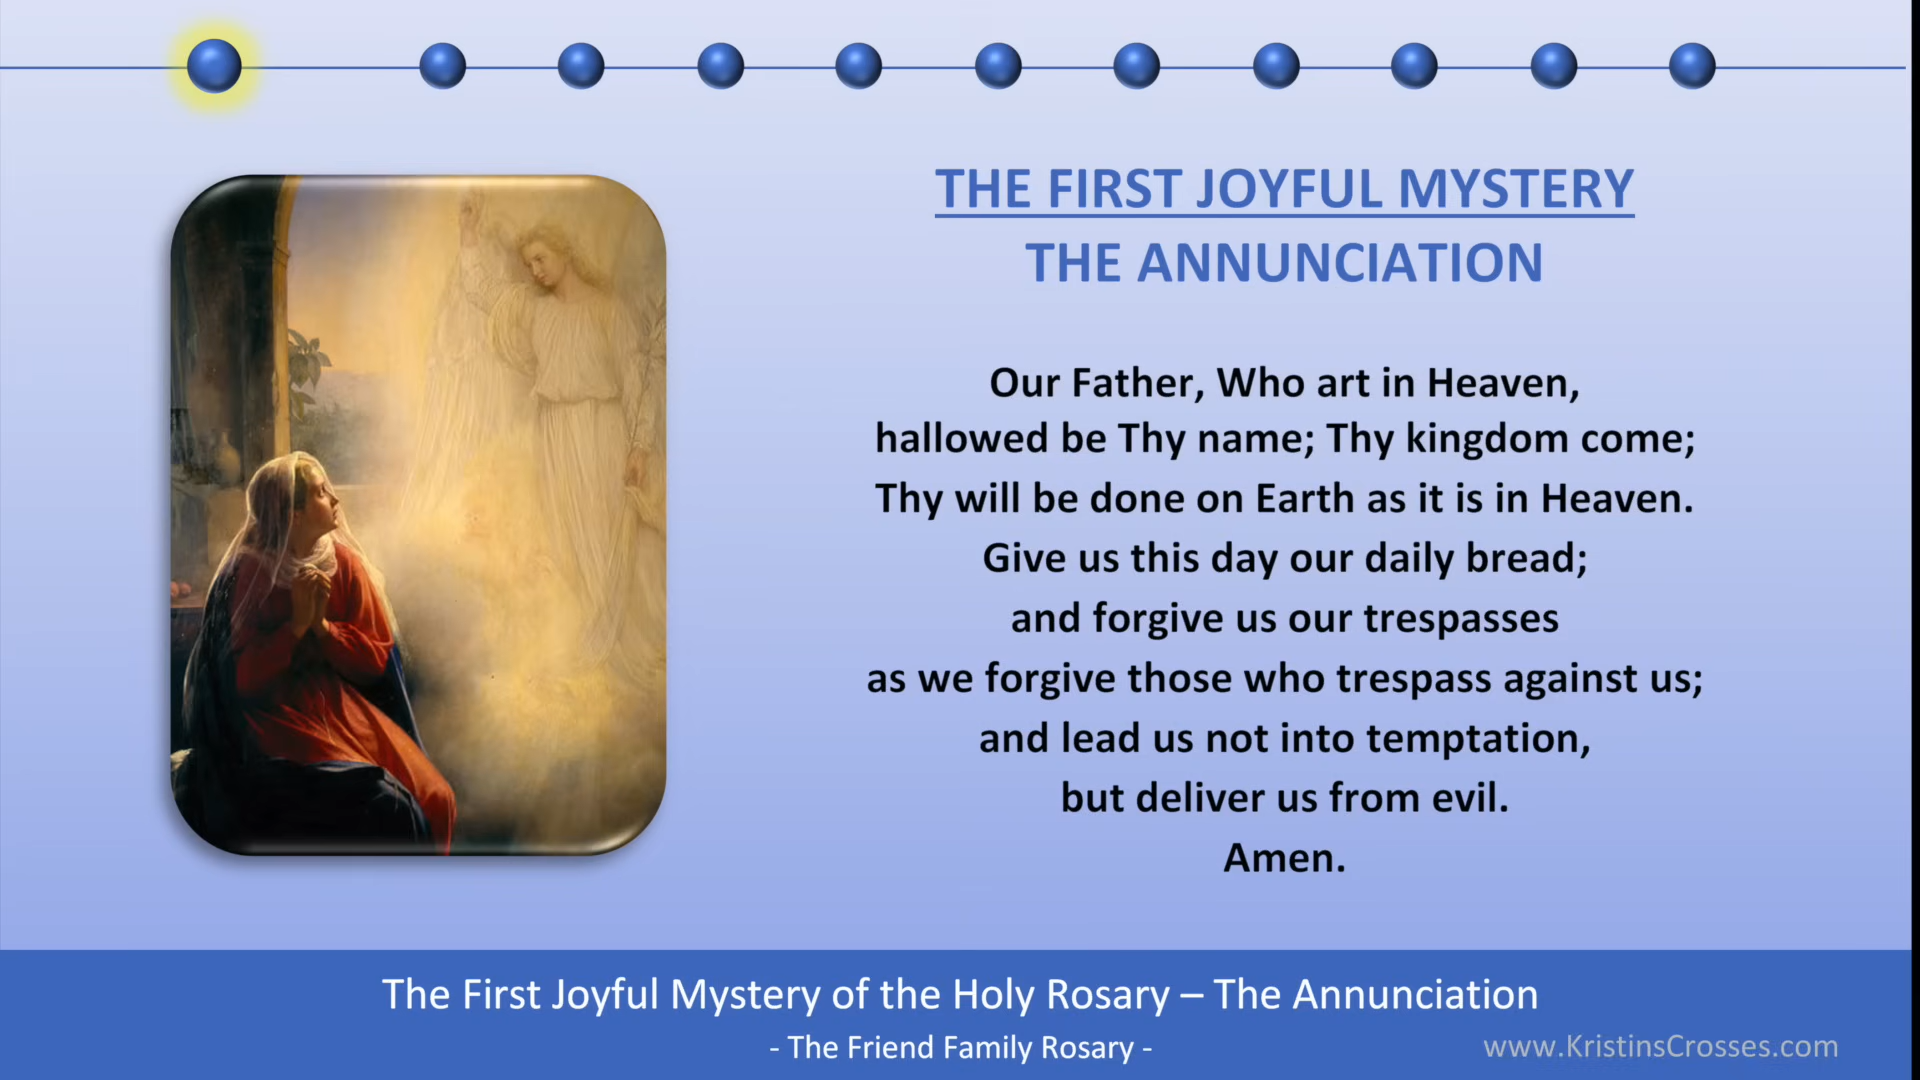 THE FIRST JOYFUL MYSTERY
THE ANNUNCIATION
Our Father, Who art in Heaven,
hallowed be Thy name; Thy kingdom come;
Thy will be done on Earth as it is in Heaven.
Give us this day our daily bread;
and forgive us our trespasses
as we forgive those who trespass against us;
and lead us not into temptation,
but deliver us from evil.
Amen.
The First Joyful Mystery of the Holy Rosary – The Annunciation
- The Friend Family Rosary -
www.KristinsCrosses.com